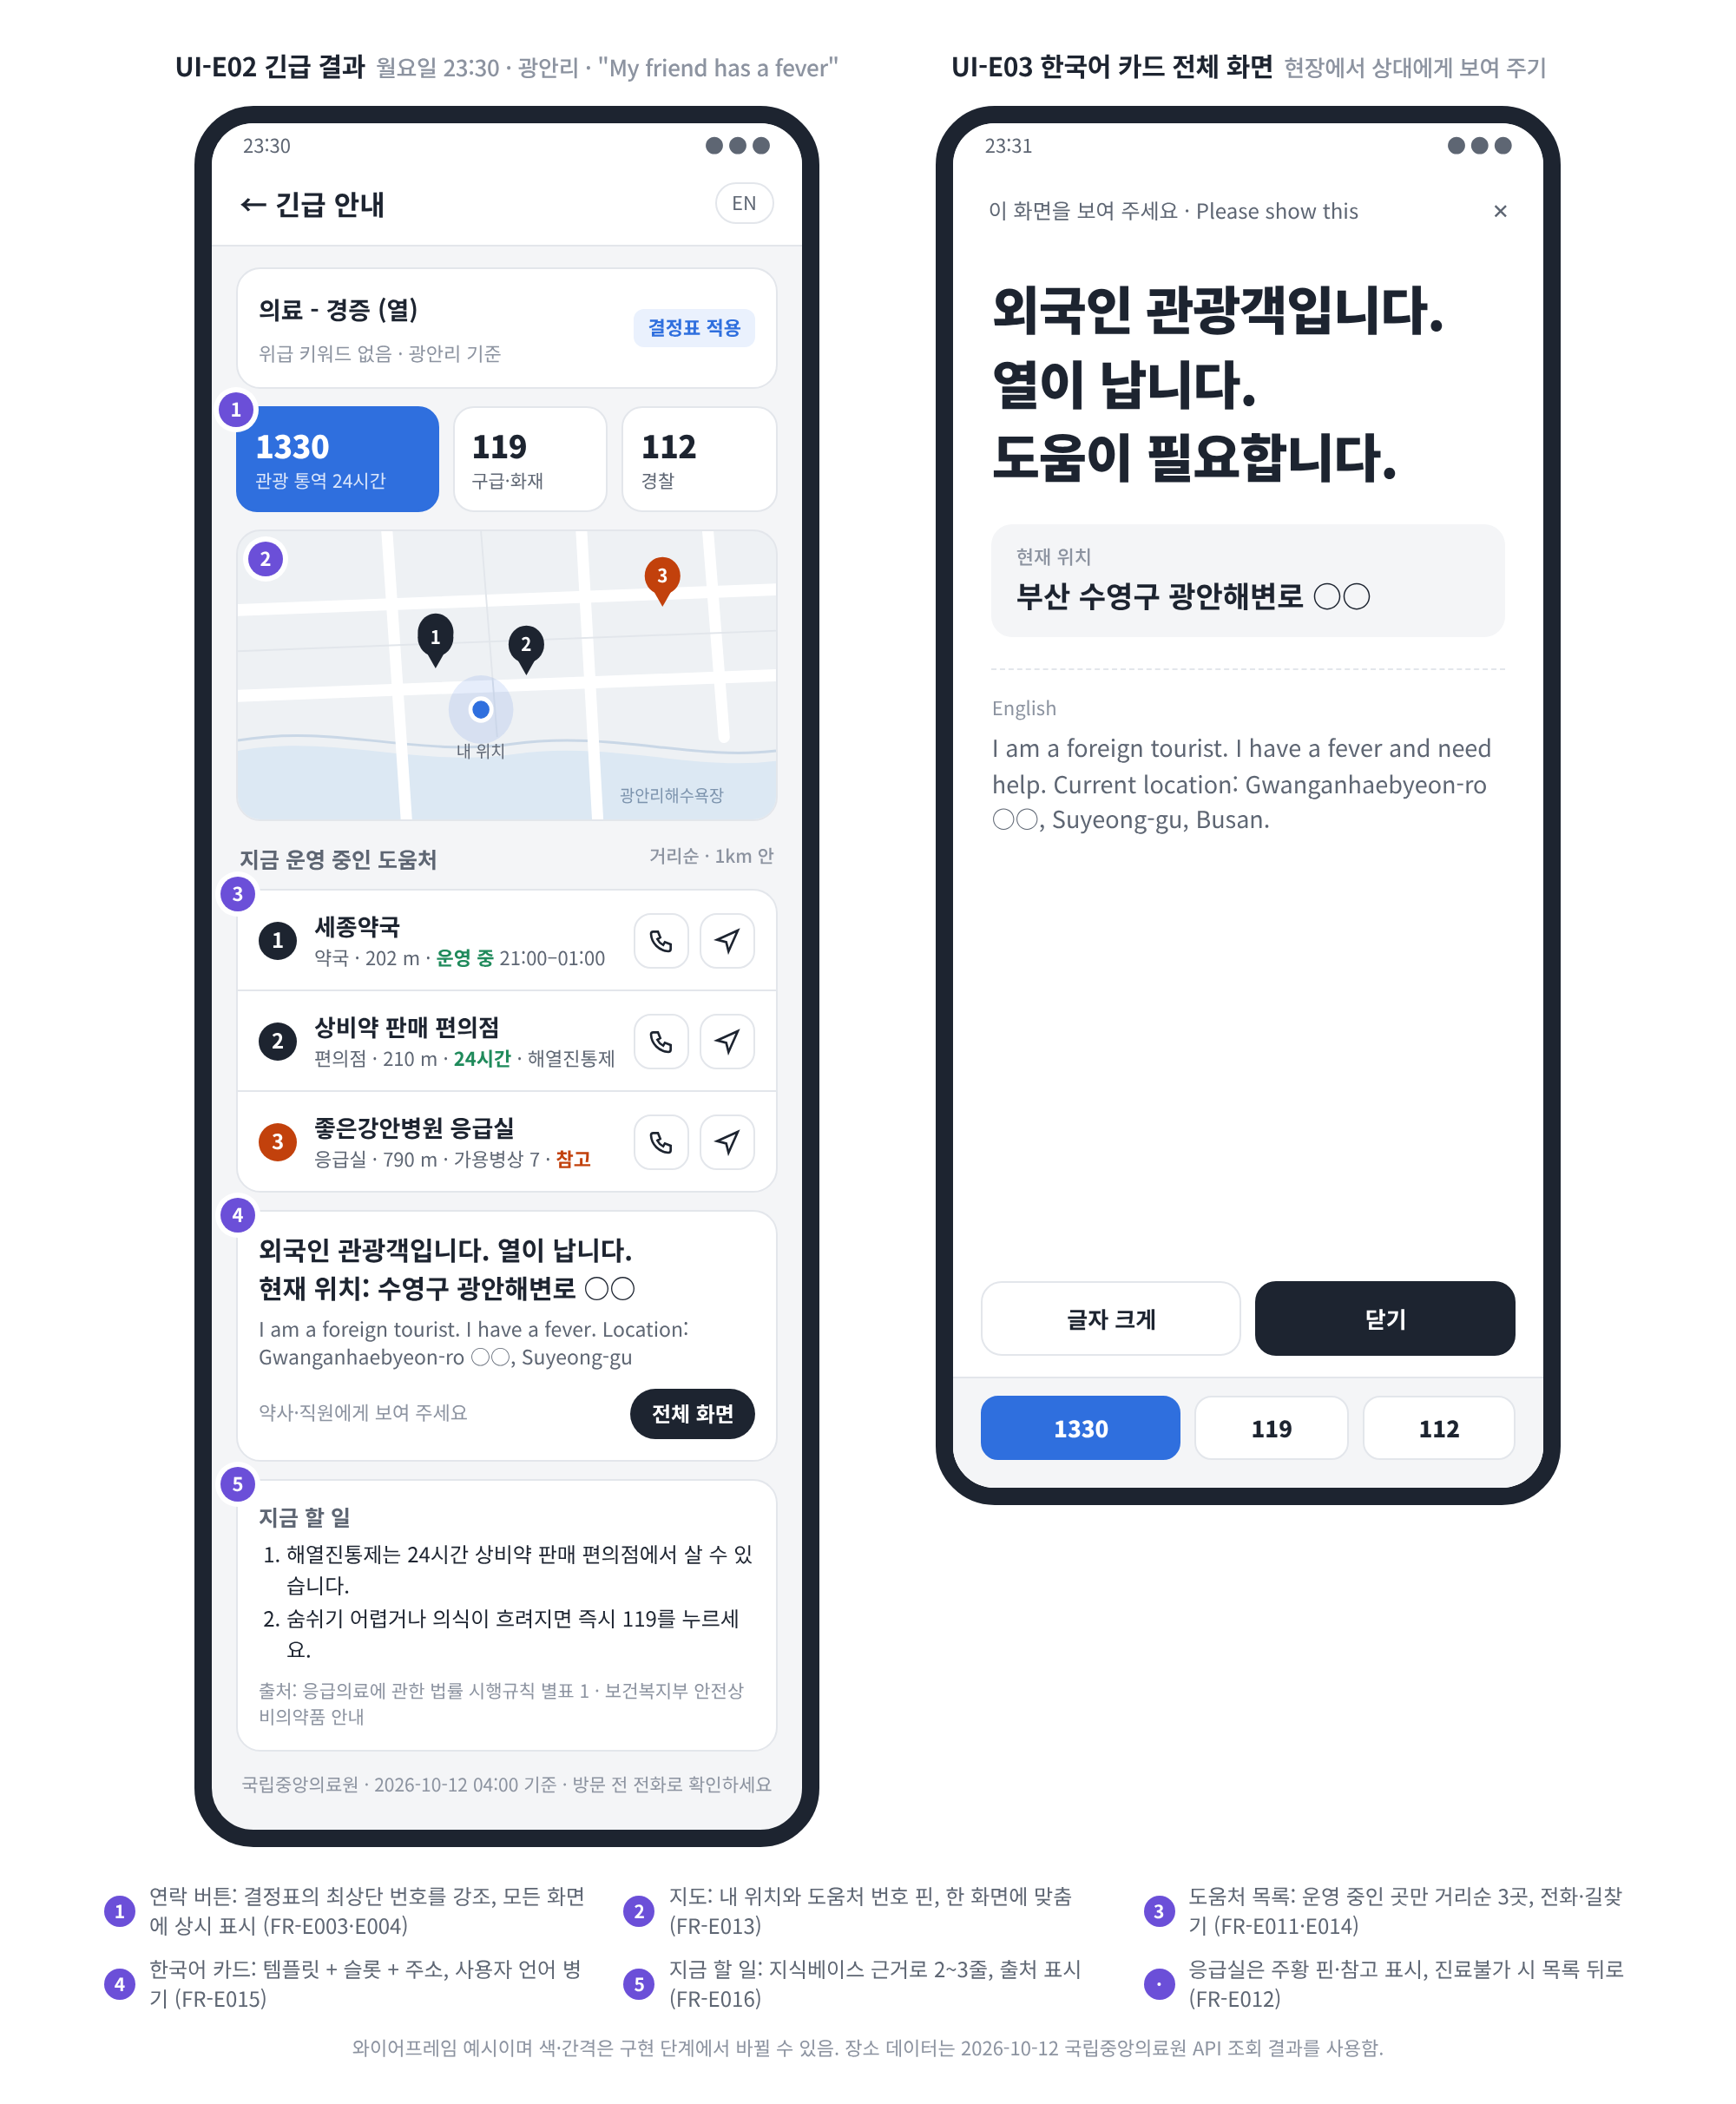 UI-E02 긴급 결과 월요일 23:30 · 광안리 · "My friend has a fever"
23:30
← 긴급 안내
EN
의료 - 경증 (열)
위급 키워드 없음 · 광안리 기준
결정표 적용
1
1330
관광 통역 24시간
119
구급·화재
112
경찰
2
3
1
2
내 위치
광안리해수욕장
지금 운영 중인 도움처
거리순 · 1km 안
3
1
세종약국
약국 · 202 m · 운영 중 21:00–01:00
2
상비약 판매 편의점
편의점 · 210 m · 24시간 · 해열진통제
3
좋은강안병원 응급실
응급실 · 790 m · 가용병상 7 · 참고
4
외국인 관광객입니다. 열이 납니다.
현재 위치: 수영구 광안해변로 〇〇
I am a foreign tourist. I have a fever. Location:
Gwanganhaebyeon-ro 〇〇, Suyeong-gu
약사·직원에게 보여 주세요
전체 화면
5
지금 할 일
1. 해열진통제는 24시간 상비약 판매 편의점에서 살 수 있
습니다.
2. 숨쉬기 어렵거나 의식이 흐려지면 즉시 119를 누르세
요.
출처: 응급의료에 관한 법률 시행규칙 별표 1 · 보건복지부 안전상
비의약품 안내
국립중앙의료원 · 2026-10-12 04:00 기준 · 방문 전 전화로 확인하세요
UI-E03 한국어 카드 전체 화면 현장에서 상대에게 보여 주기
23:31
이 화면을 보여 주세요 · Please show this
×
외국인 관광객입니다.
열이 납니다.
도움이 필요합니다.
현재 위치
부산 수영구 광안해변로 〇〇
English
I am a foreign tourist. I have a fever and need
help. Current location: Gwanganhaebyeon-ro
〇〇, Suyeong-gu, Busan.
글자 크게
닫기
1330
119
112
1 연락 버튼: 결정표의 최상단 번호를 강조, 모든 화면
에 상시 표시 (FR-E003·E004)
2 지도: 내 위치와 도움처 번호 핀, 한 화면에 맞춤
(FR-E013)
3 도움처 목록: 운영 중인 곳만 거리순 3곳, 전화·길찾
기 (FR-E011·E014)
4 한국어 카드: 템플릿 + 슬롯 + 주소, 사용자 언어 병
기 (FR-E015)
5 지금 할 일: 지식베이스 근거로 2~3줄, 출처 표시
(FR-E016)
· 응급실은 주황 핀·참고 표시, 진료불가 시 목록 뒤로
(FR-E012)
와이어프레임 예시이며 색·간격은 구현 단계에서 바뀔 수 있음. 장소 데이터는 2026-10-12 국립중앙의료원 API 조회 결과를 사용함.